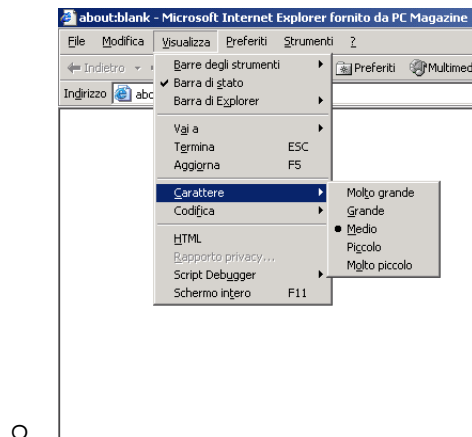 about:blank - Microsoft Internet Explorer fornito da PC Magazine
File Modifica Visualizza Preferiti Strumenti ?
Indietro Preferiti Multimed
Indirizzo abo
Barre degli strumenti
Barra di stato
Barra di Explorer
Vai a
Termina ESC
Aggiorna F5
Carattere
Codifica
HTML
Rapporto privacy...
Script Debugger
Schermo intero F11
Molto grande
Grande
Medio
Piccolo
Molto piccolo
o